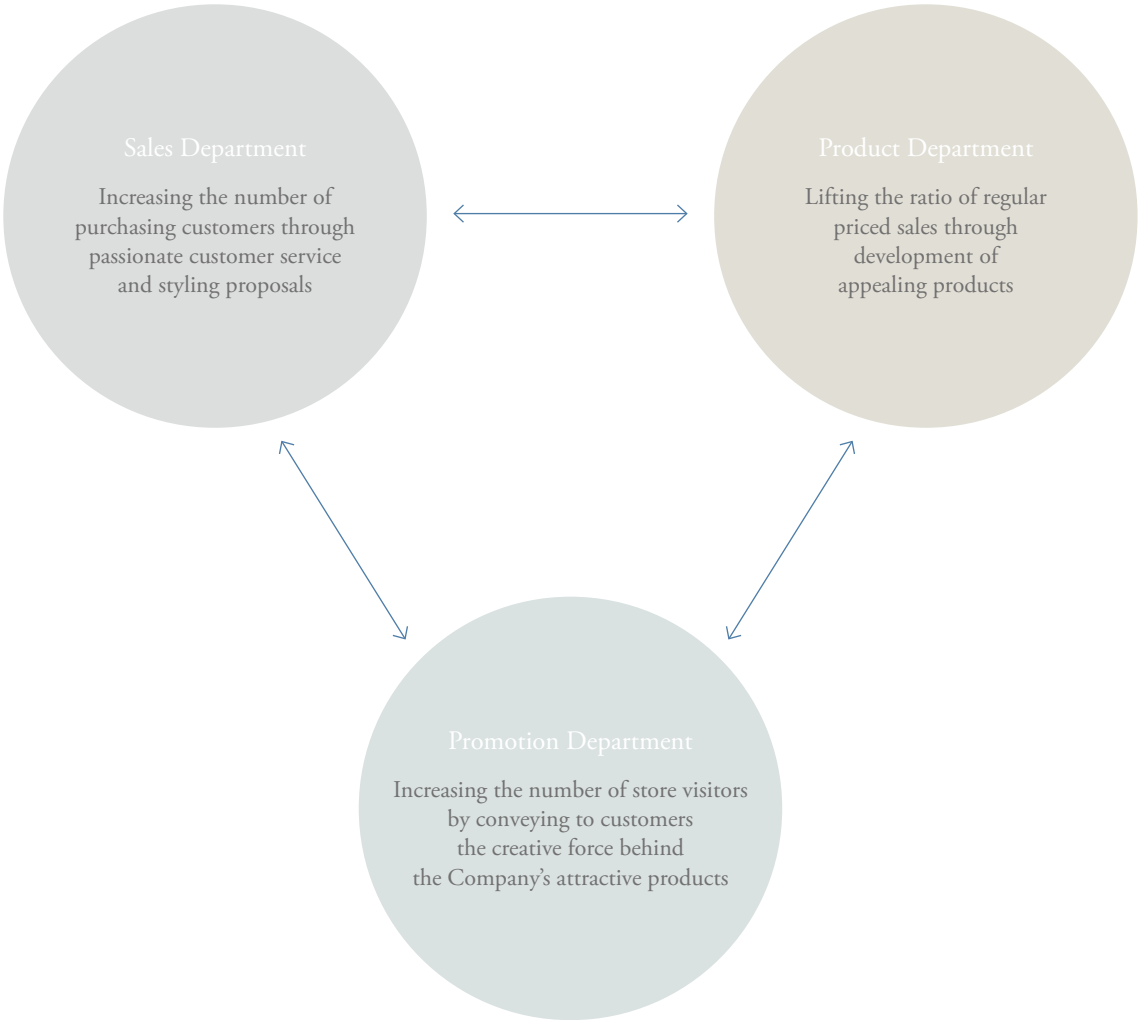 Sales Department
Increasing the number of
purchasing customers through
passionate customer service
and styling proposals
Product Department
Lifting the ratio of regular
priced sales through
development of
appealing products
Promotion Department
Increasing the number of store visitors
by conveying to customers
the creative force behind
the Company’s attractive products